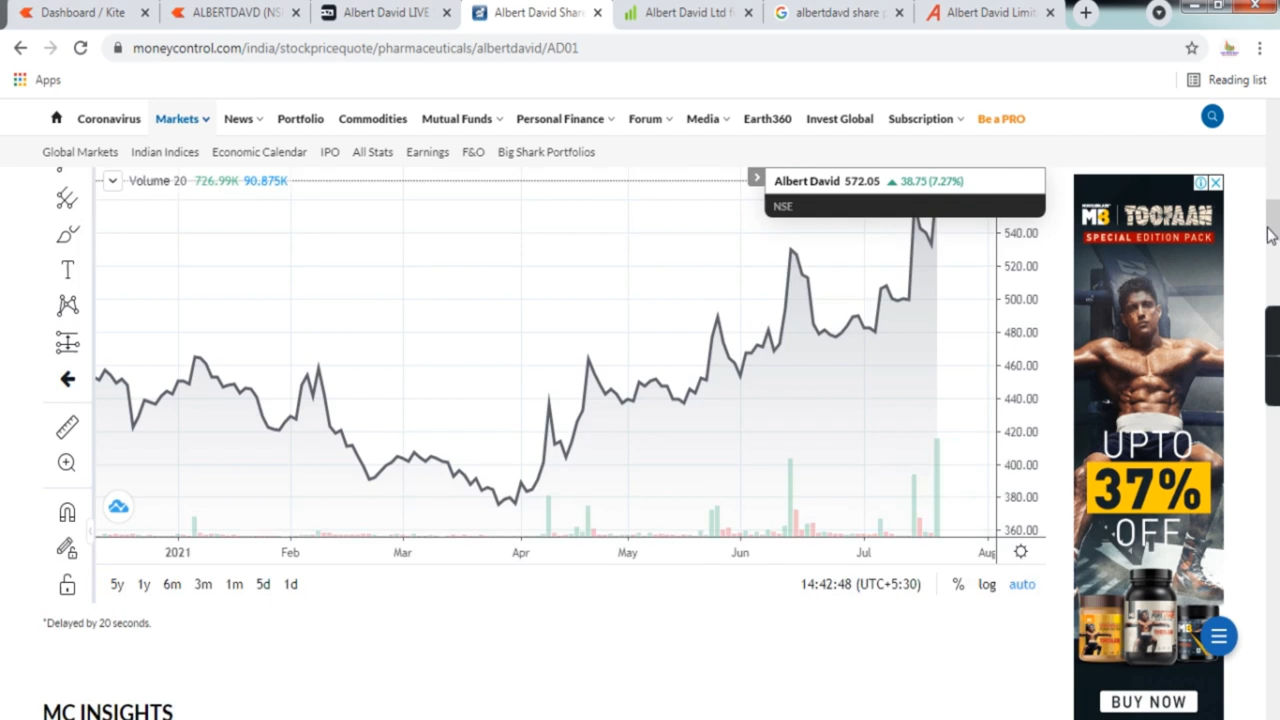 Dashboard / Kite
ALBERTDAVD (NS
Albert David LIVE
Albert David Shar
Albert David Ltd f
albertdavd share p
Albert David Limit
moneycontrol.com/india/stockpricequote/pharmaceuticals/albertdavid/AD01
Apps
Reading list
Coronavirus Markets News Portfolio Commodities Mutual Funds Personal Finance Forum Media Earth360 Invest Global Subscription Be a PRO
Global Markets Indian Indices Economic Calendar IPO All Stats Earnings F&O Big Shark Portfolios
Volume 20 726.99K 90.875K
Albert David 572.05 ▲ 38.75 (7.27%)
NSE
540.00
520.00
500.00
480.00
460.00
440.00
420.00
400.00
380.00
360.00
2021 Feb Mar Apr May Jun Jul Aug
5y 1y 6m 3m 1m 5d 1d
14:42:48 (UTC+5:30) % log auto
*Delayed by 20 seconds.
MC INSIGHTS
MB TOOFAAN
SPECIAL EDITION PACK
UPTO
37%
OFF
MB
BUY NOW